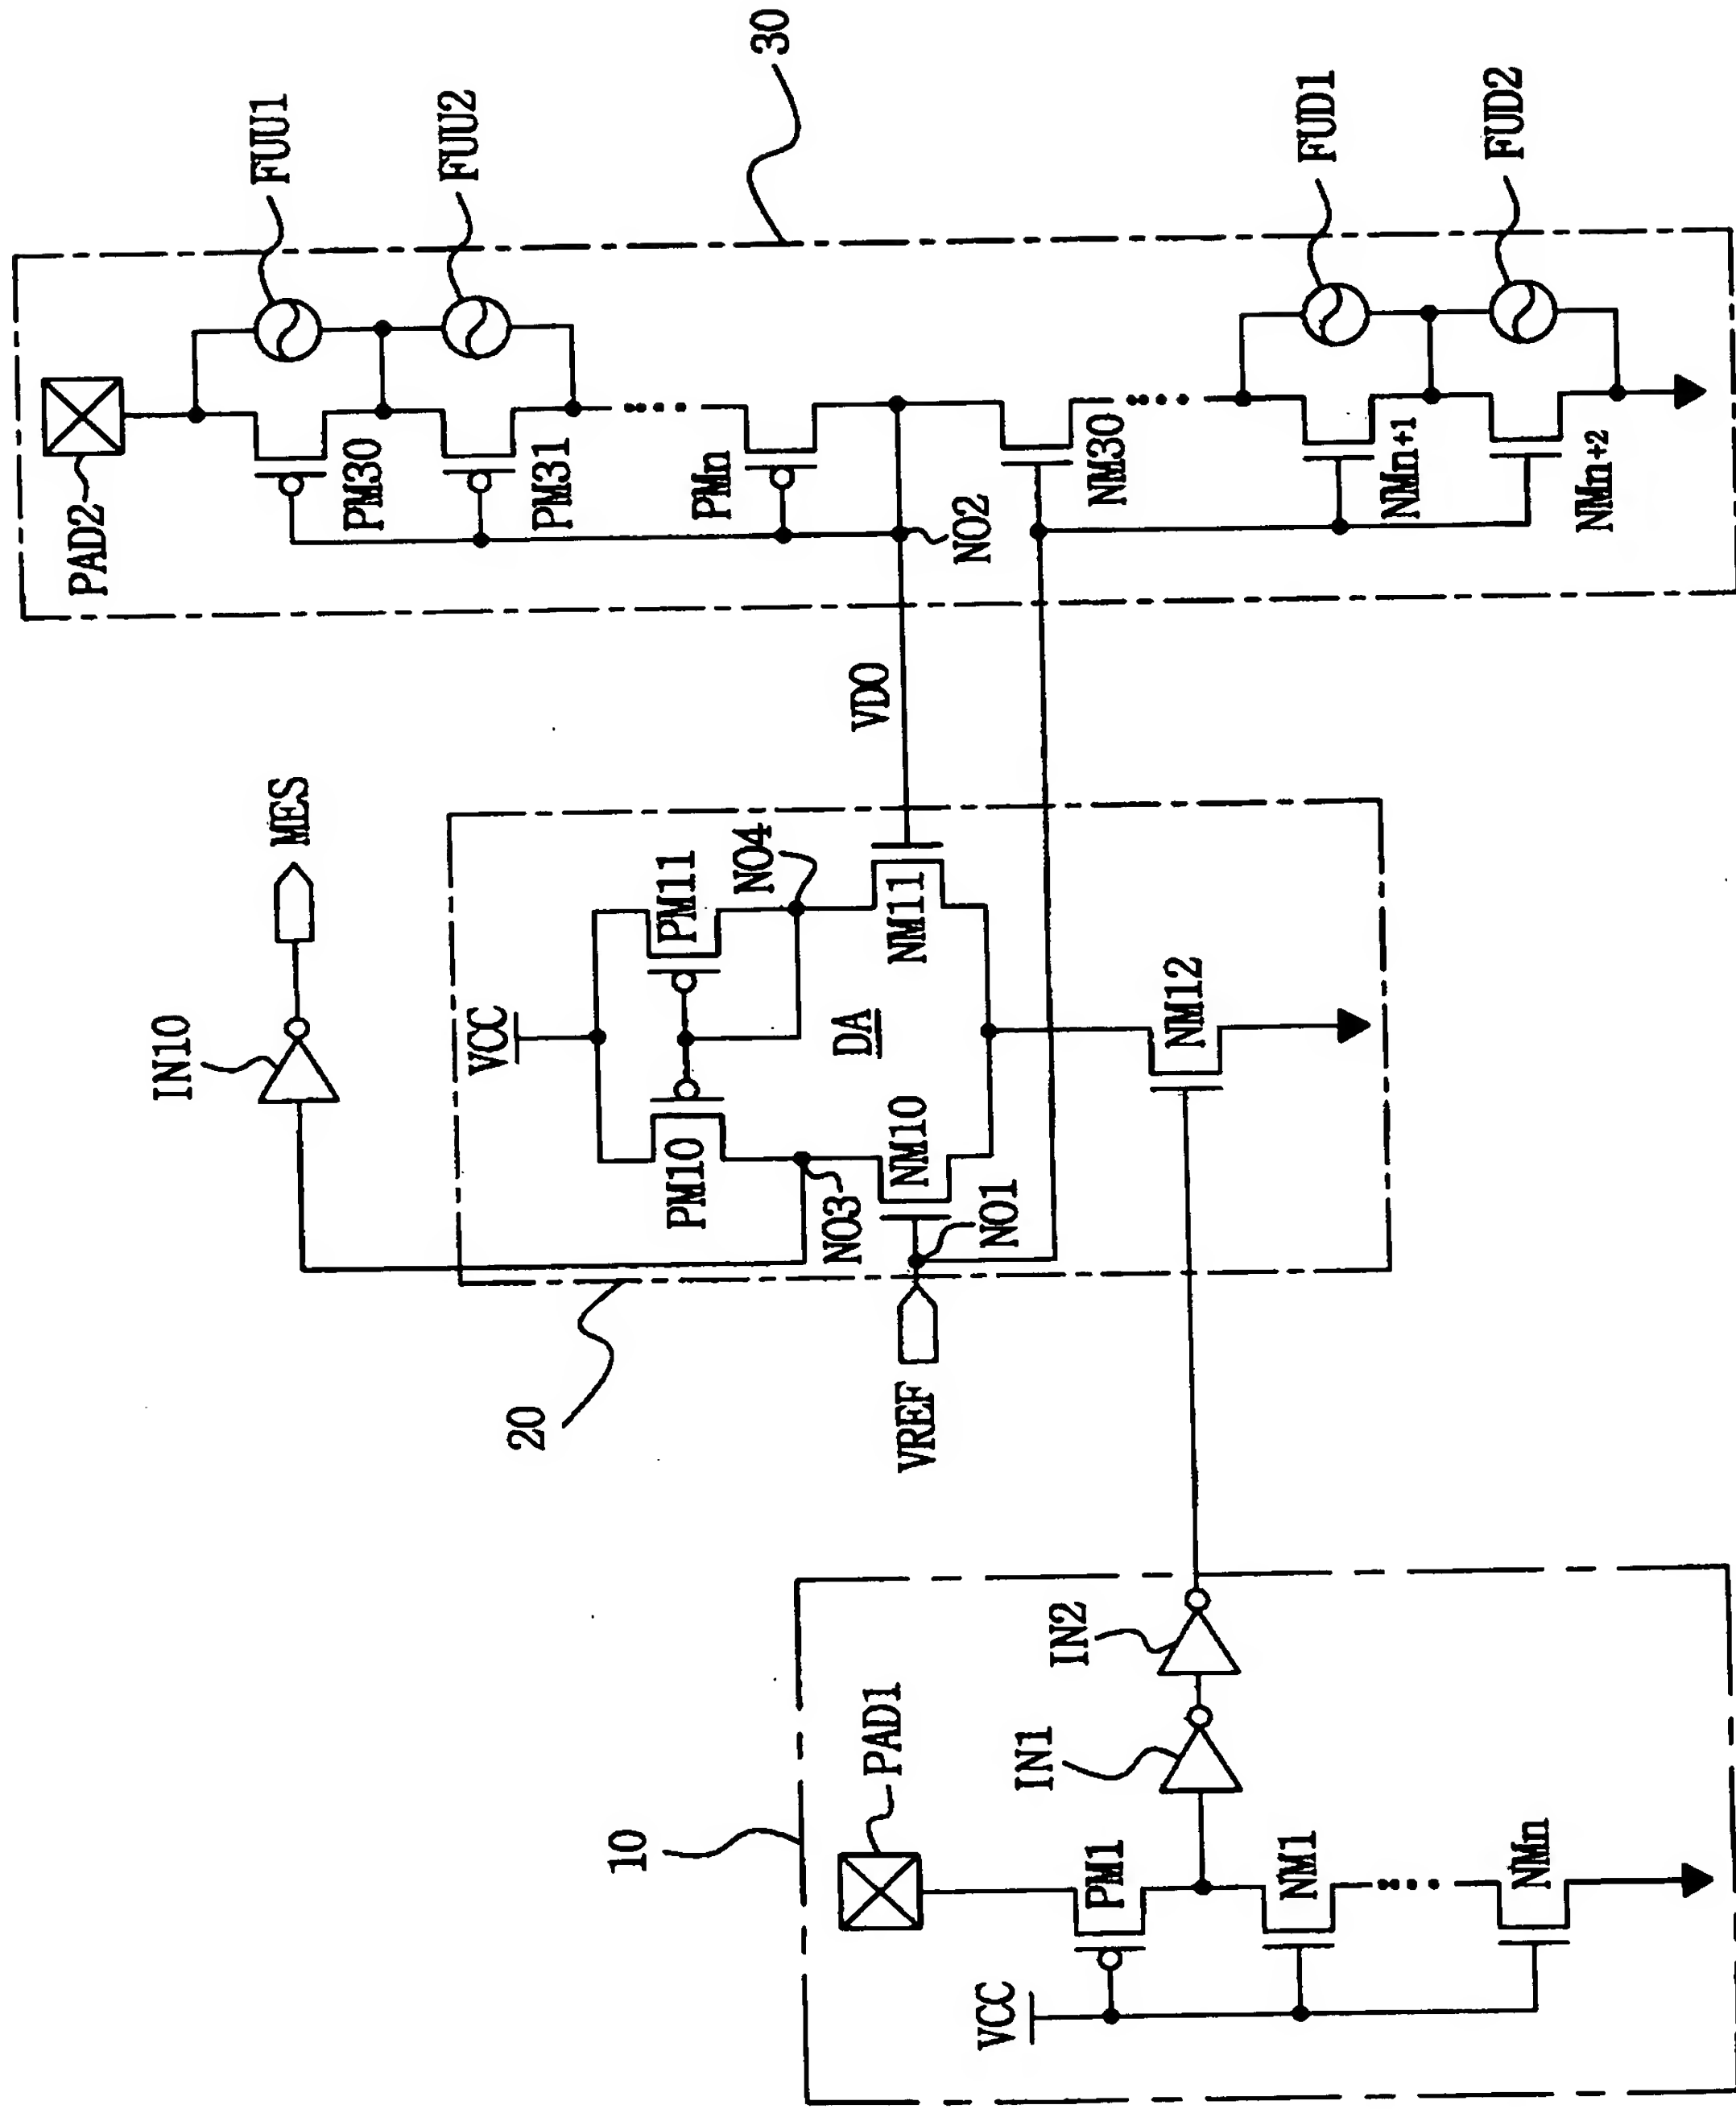 30
FUU1
FUU2
FUD1
FUD2
PAD2
PM30
PM31
PMn
NO2
NM30
NMn+1
NMn+2
VDO
MES
IN10
VCC
PM11
NO4
NM11
DA
PM10
NO3
NM10
NO1
NM12
20
VREF
10
PAD1
IN1
IN2
VCC
PM1
NM1
NMn